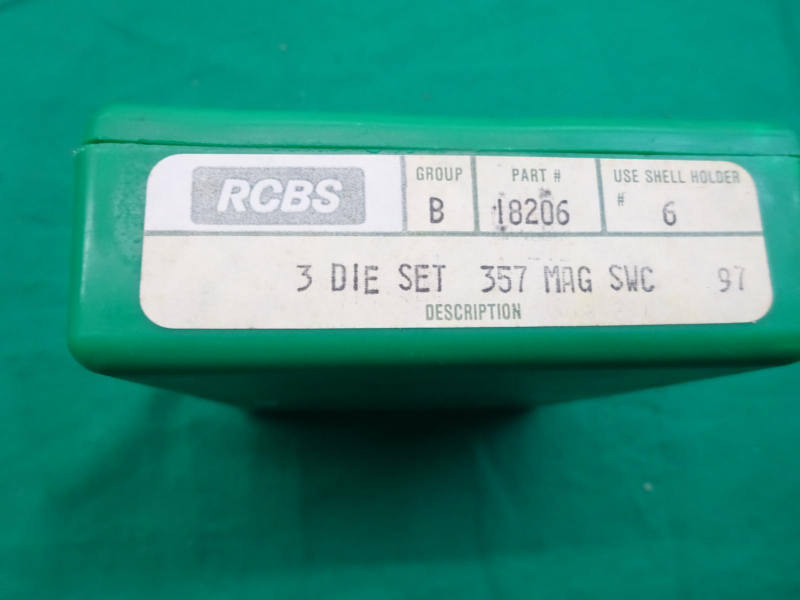 RCBS
GROUP
B
PART #
18206
USE SHELL HOLDER
# 6
3 DIE SET 357 MAG SWC 97
DESCRIPTION